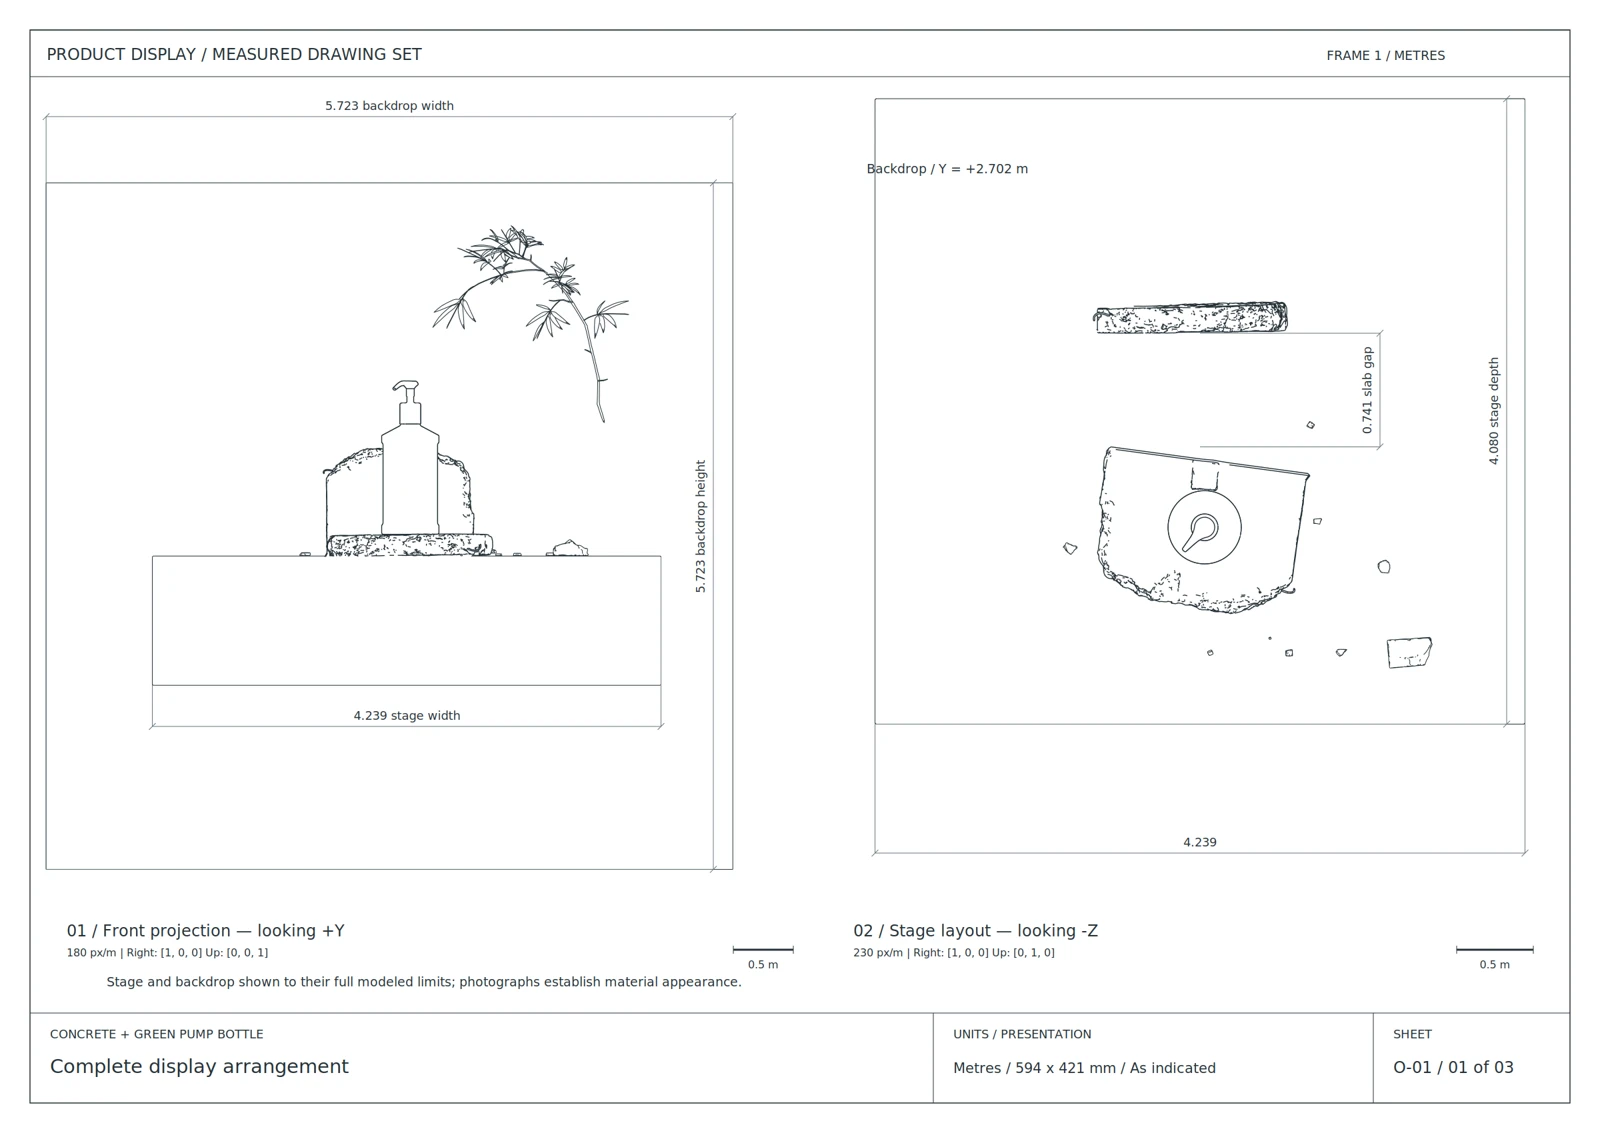 PRODUCT DISPLAY / MEASURED DRAWING SET
FRAME 1 / METRES
5.723 backdrop width
5.723 backdrop height
4.239 stage width
Backdrop / Y = +2.702 m
0.741 slab gap
4.080 stage depth
4.239
01 / Front projection — looking +Y
180 px/m | Right: [1, 0, 0] Up: [0, 0, 1]
0.5 m
Stage and backdrop shown to their full modeled limits; photographs establish material appearance.
02 / Stage layout — looking -Z
230 px/m | Right: [1, 0, 0] Up: [0, 1, 0]
0.5 m
CONCRETE + GREEN PUMP BOTTLE
Complete display arrangement
UNITS / PRESENTATION
Metres / 594 x 421 mm / As indicated
SHEET
O-01 / 01 of 03